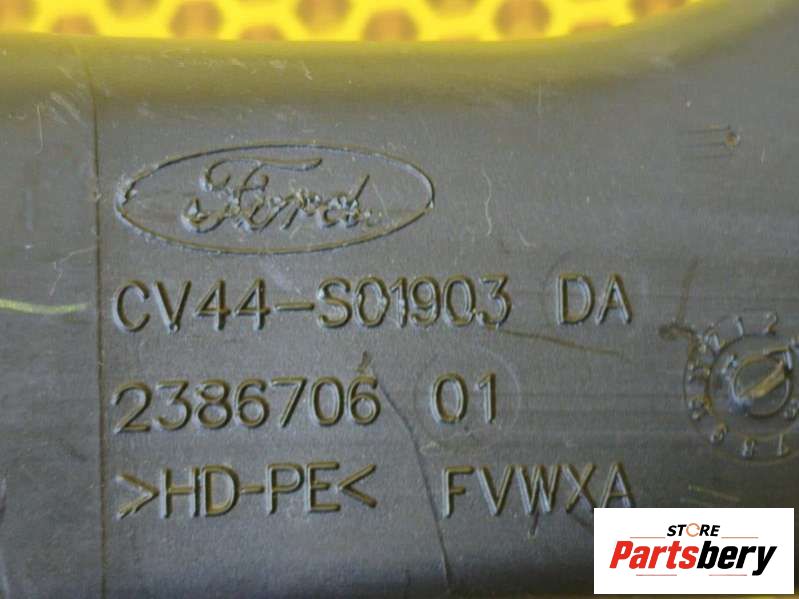 Ford
CV44-S01903 DA
2386706 01
>HD-PE< FVWXA
STORE
Partsbery